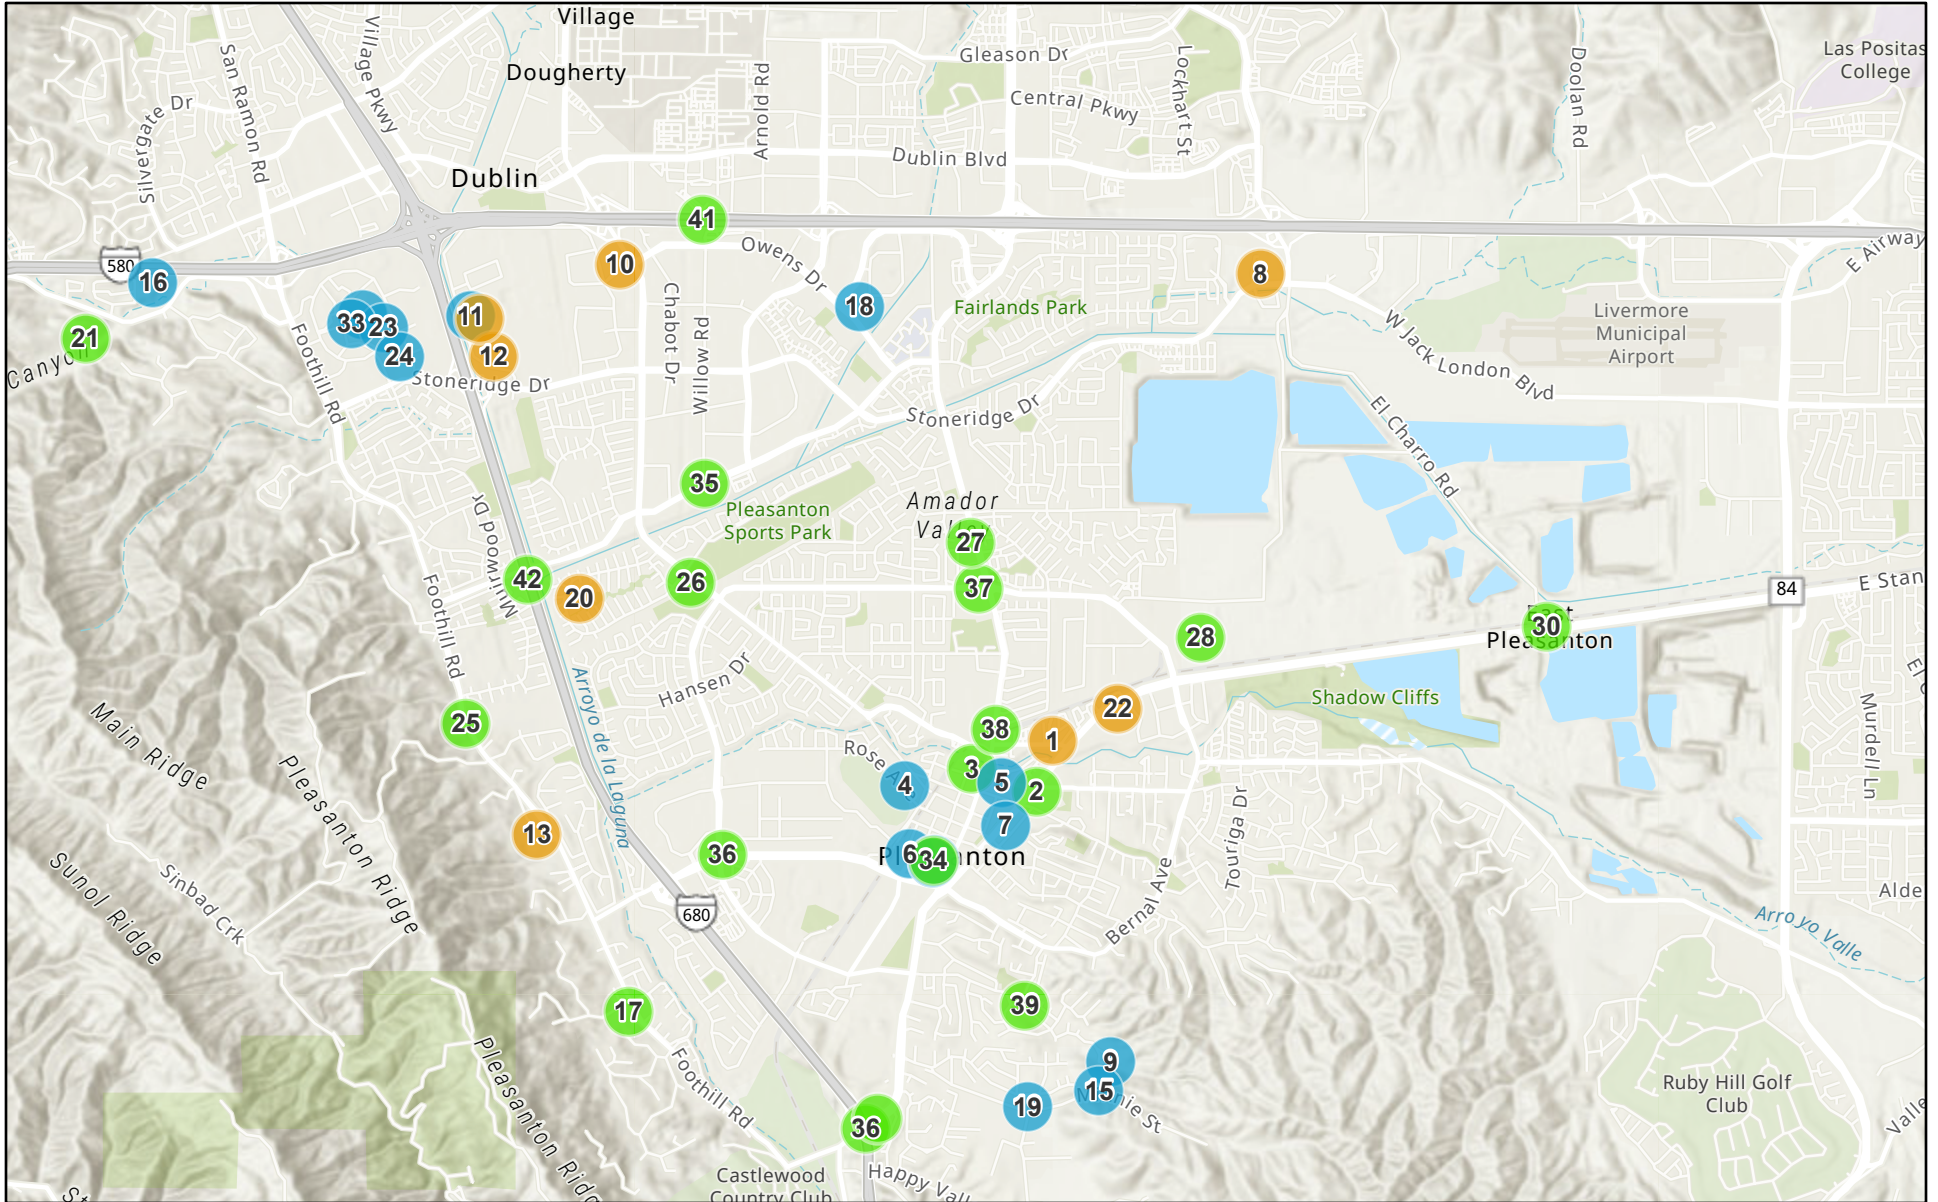 Village
Dougherty
Gleason Dr
Las Positas
College
San Ramon Rd
Village Pkwy
Silvergate Dr
Arnold Rd
Central Pkwy
Lockhart St
Doolan Rd
Dublin Blvd
Dublin
41
580
16
10
Owens Dr
8
E Airway
21
Canyon
33
23
24
11
12
18
Fairlands Park
Livermore
Municipal
Airport
Foothill Rd
Stoneridge Dr
Chabot Dr
Willow Rd
Stoneridge Dr
W Jack London Blvd
El Charro Rd
35
Pleasanton
Sports Park
Amador
27
Muirwood Dr
42
20
26
37
84
E Stan
Foothill Rd
28
East
30
Pleasanton
Hansen Dr
Arroyo de la Laguna
25
22
Shadow Cliffs
Main Ridge
38
1
Rose
3
4
5
2
7
Murdell Ln
Pleasanton Ridge
13
36
6
34
Touriga Dr
Bernal Ave
Sunol Ridge
Sinbad Crk
680
Alde
Arroyo Valle
17
39
9
15
19
Foothill Rd
Pleasanton Ridg
36
Ruby Hill Golf
Club
Castlewood
Country Club
Happy Vall
Valle